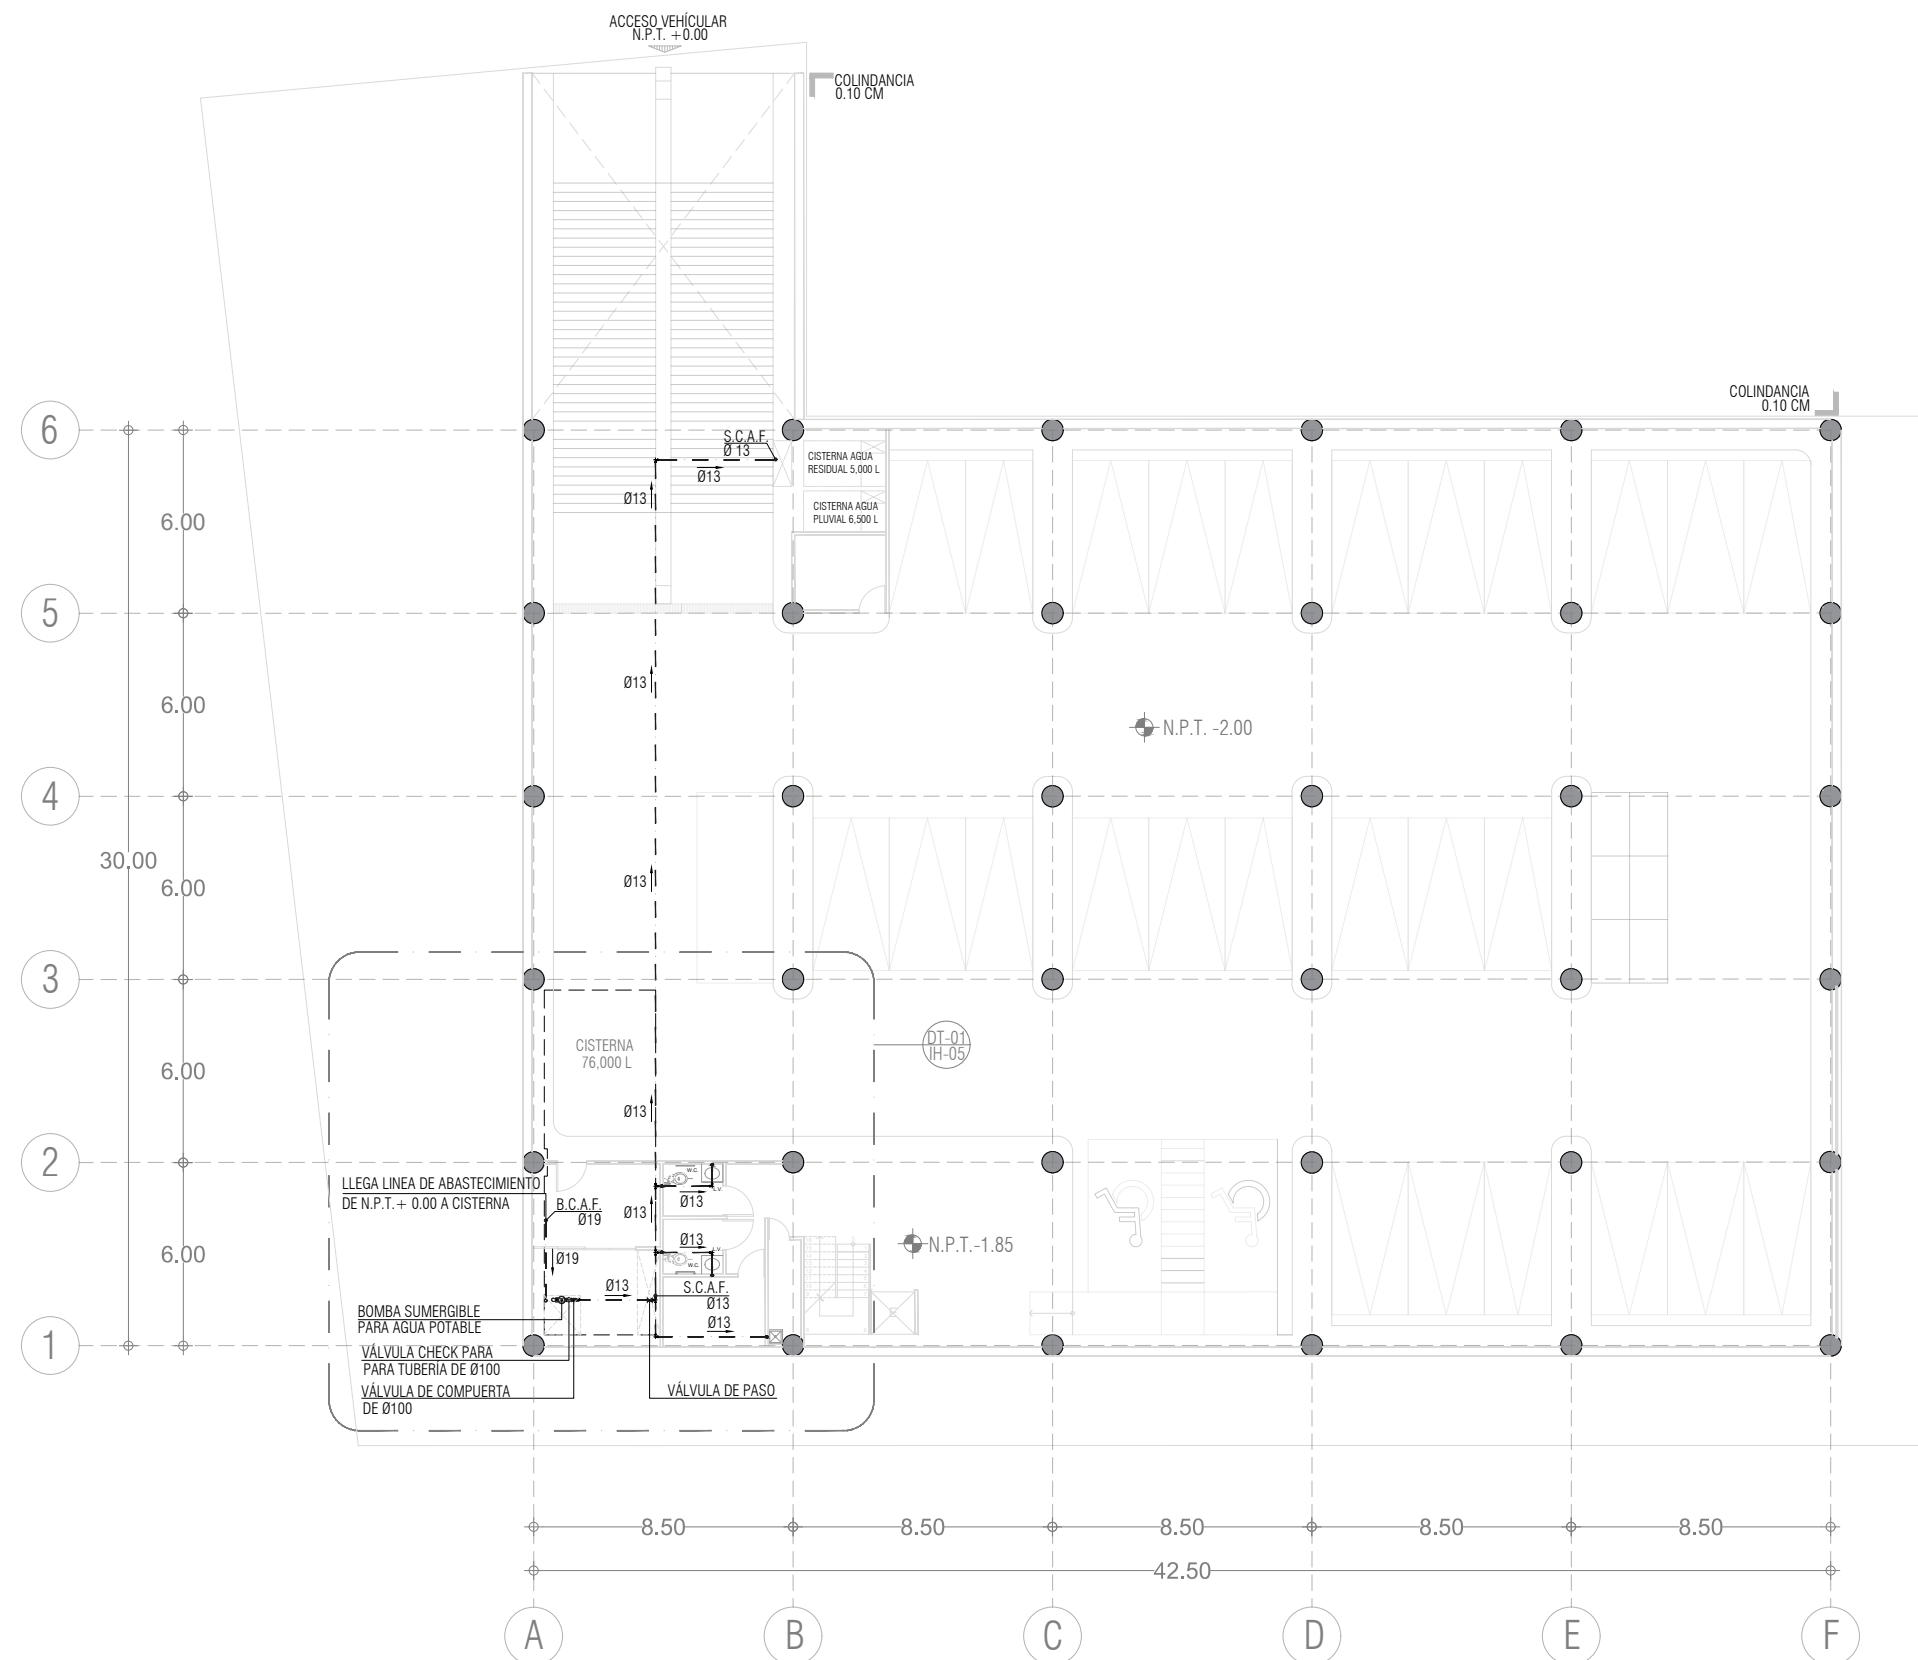 ACCESO VEHÍCULAR
N.P.T. +0.00
COLINDANCIA
0.10 CM
COLINDANCIA
0.10 CM
6
S.C.A.F.
Ø 13
Ø13
Ø13
CISTERNA AGUA
RESIDUAL 5,000 L
CISTERNA AGUA
PLUVIAL 6,500 L
6.00
5
6.00
Ø13
N.P.T. -2.00
4
30.00
6.00
Ø13
3
CISTERNA
76,000 L
DT-01
IH-05
6.00
Ø13
2
W.C.
L.V.
LLEGA LINEA DE ABASTECIMIENTO
DE N.P.T.+ 0.00 A CISTERNA
B.C.A.F.
Ø19
Ø13
Ø13
Ø13
L.V.
W.C.
N.P.T.-1.85
6.00
Ø19
Ø13
S.C.A.F.
Ø13
Ø13
BOMBA SUMERGIBLE
PARA AGUA POTABLE
1
VÁLVULA CHECK PARA
PARA TUBERÍA DE Ø100
VÁLVULA DE COMPUERTA
DE Ø100
VÁLVULA DE PASO
8.50
8.50
8.50
8.50
8.50
42.50
A
B
C
D
E
F